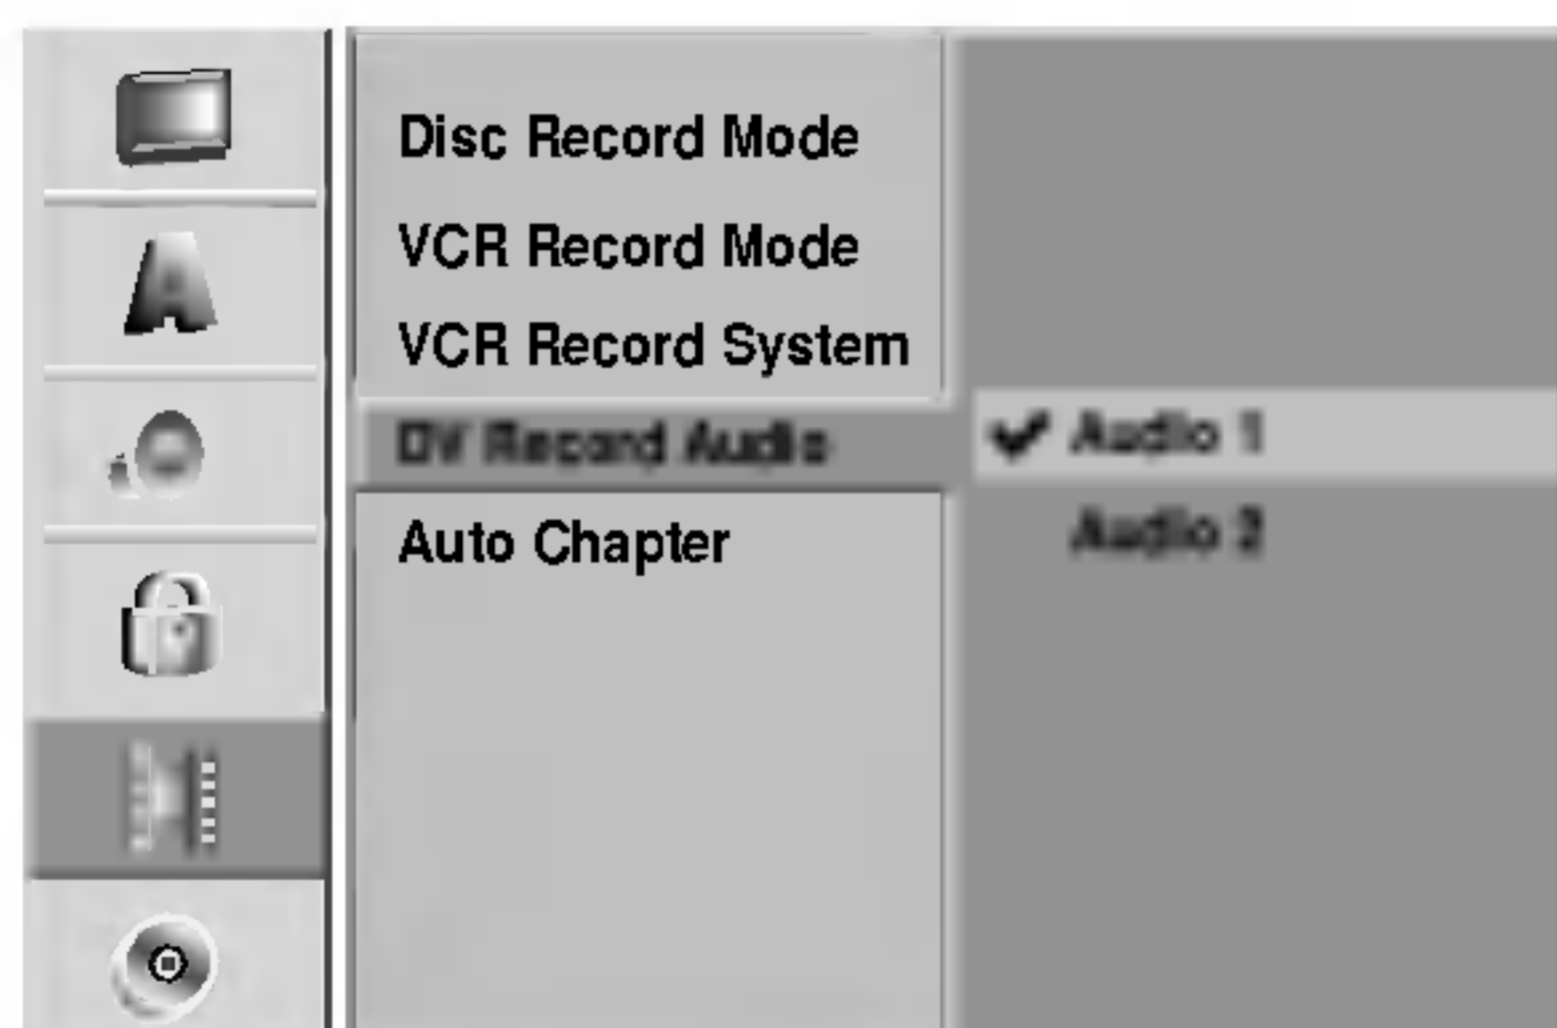 Disc Record Mode
VCR Record Mode
VCR Record System
DV Record Audio
Audio 1
Auto Chapter
Audio 2